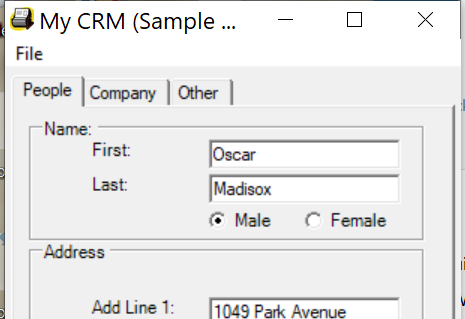 My CRM (Sample ...
File
People Company Other
Name:
First: Oscar
Last: Madisox
Male Female
Address
Add Line 1: 1049 Park Avenue